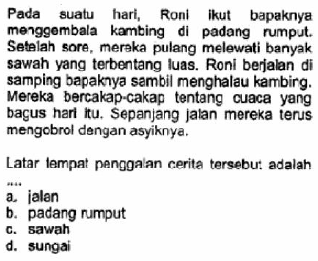 Pada suatu hari, Roni ikut bapaknya
menggembala kambing di padang rumput.
Setelah sore, mereka pulang melewati banyak
sawah yang terbentang luas. Roni berjalan di
samping bapaknya sambil menghalau kambing.
Mereka bercakap-cakap tentang cuaca yang
bagus hari itu. Sepanjang jalan mereka terus
mengobrol dengan asyiknya.
Latar tempat penggalan cerita tersebut adalah
....
a. jalan
b. padang rumput
c. sawah
d. sungai